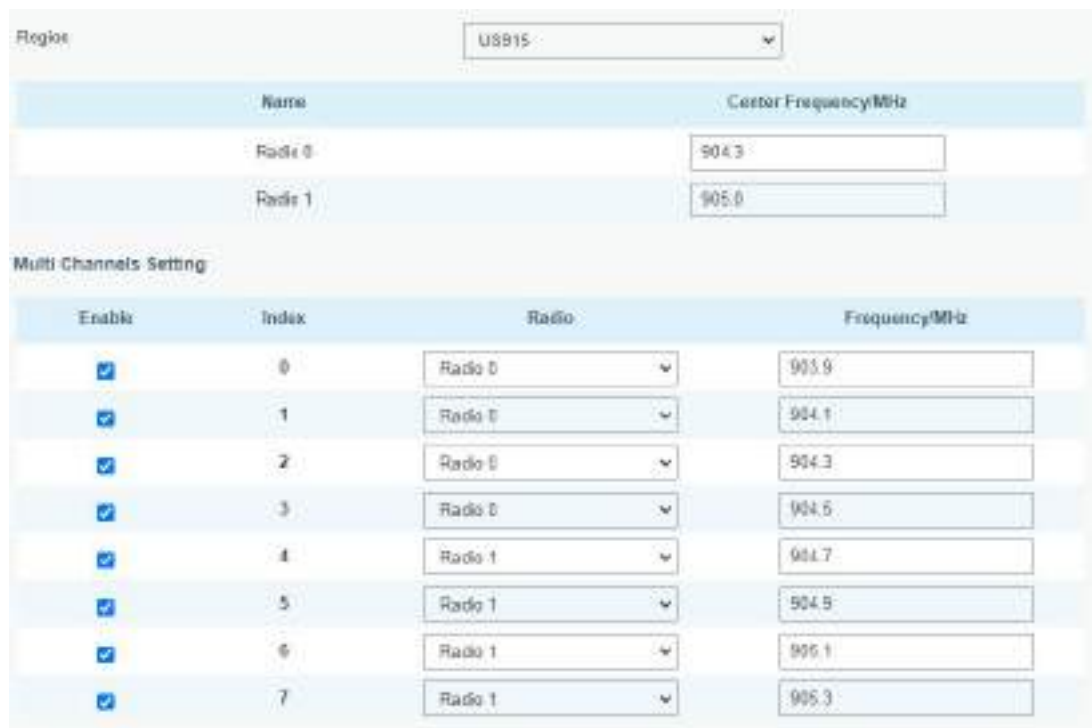 Region US915
Name Center Frequency/MHz
Radio 0 904.3
Radio 1 905.0
Multi Channels Setting
Enable Index Radio Frequency/MHz
0 Radio 0 903.9
1 Radio 0 904.1
2 Radio 0 904.3
3 Radio 0 904.5
4 Radio 1 904.7
5 Radio 1 904.9
6 Radio 1 905.1
7 Radio 1 905.3